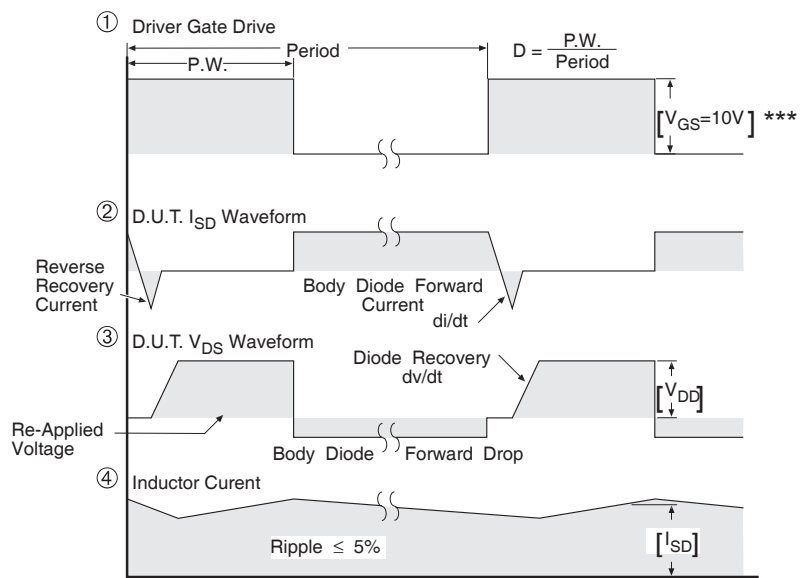 ① Driver Gate Drive
Period
P.W.
D = P.W. / Period
[VGS=10V] ***
② D.U.T. ISD Waveform
Reverse
Recovery
Current
Body Diode Forward
Current
di/dt
③ D.U.T. VDS Waveform
Diode Recovery
dv/dt
[VDD]
Re-Applied
Voltage
Body Diode Forward Drop
④ Inductor Curent
Ripple ≤ 5%
[ISD]